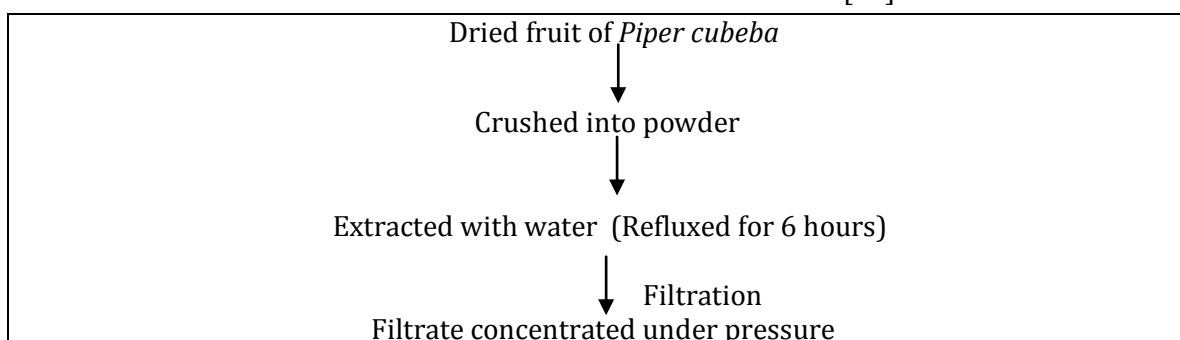 Dried fruit of Piper cubeba
Crushed into powder
Extracted with water (Refluxed for 6 hours)
Filtration
Filtrate concentrated under pressure